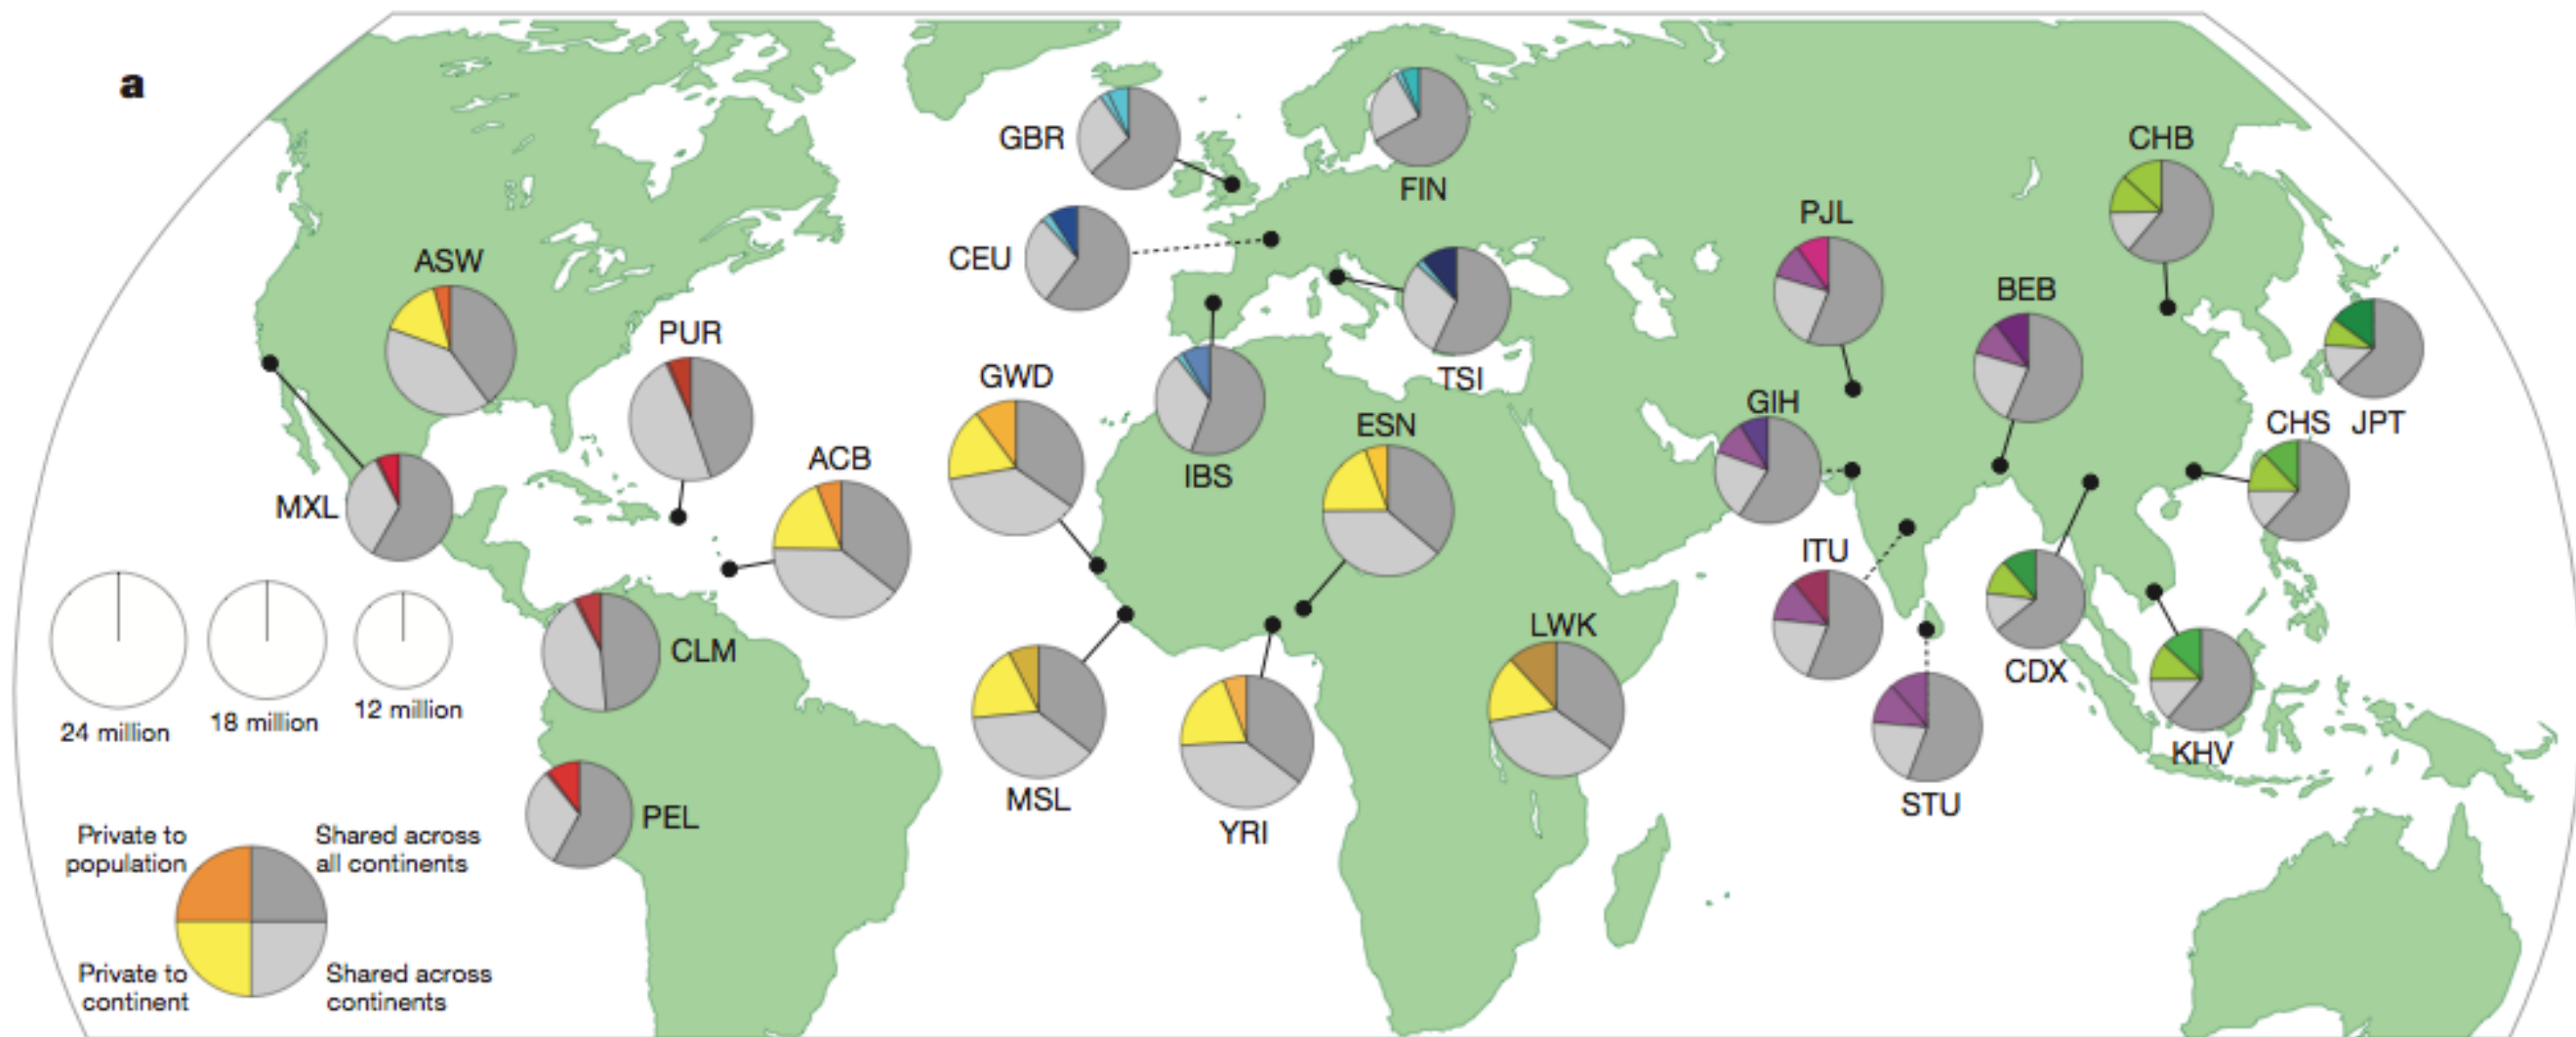 a
GBR
FIN
CHB
CEU
PJL
ASW
BEB
PUR
TSI
GWD
GIH
JPT
CHS
ACB
ESN
IBS
MXL
ITU
LWK
CLM
CDX
24 million
18 million
12 million
KHV
MSL
STU
PEL
YRI
Private to
population
Shared across
all continents
Private to
continent
Shared across
continents